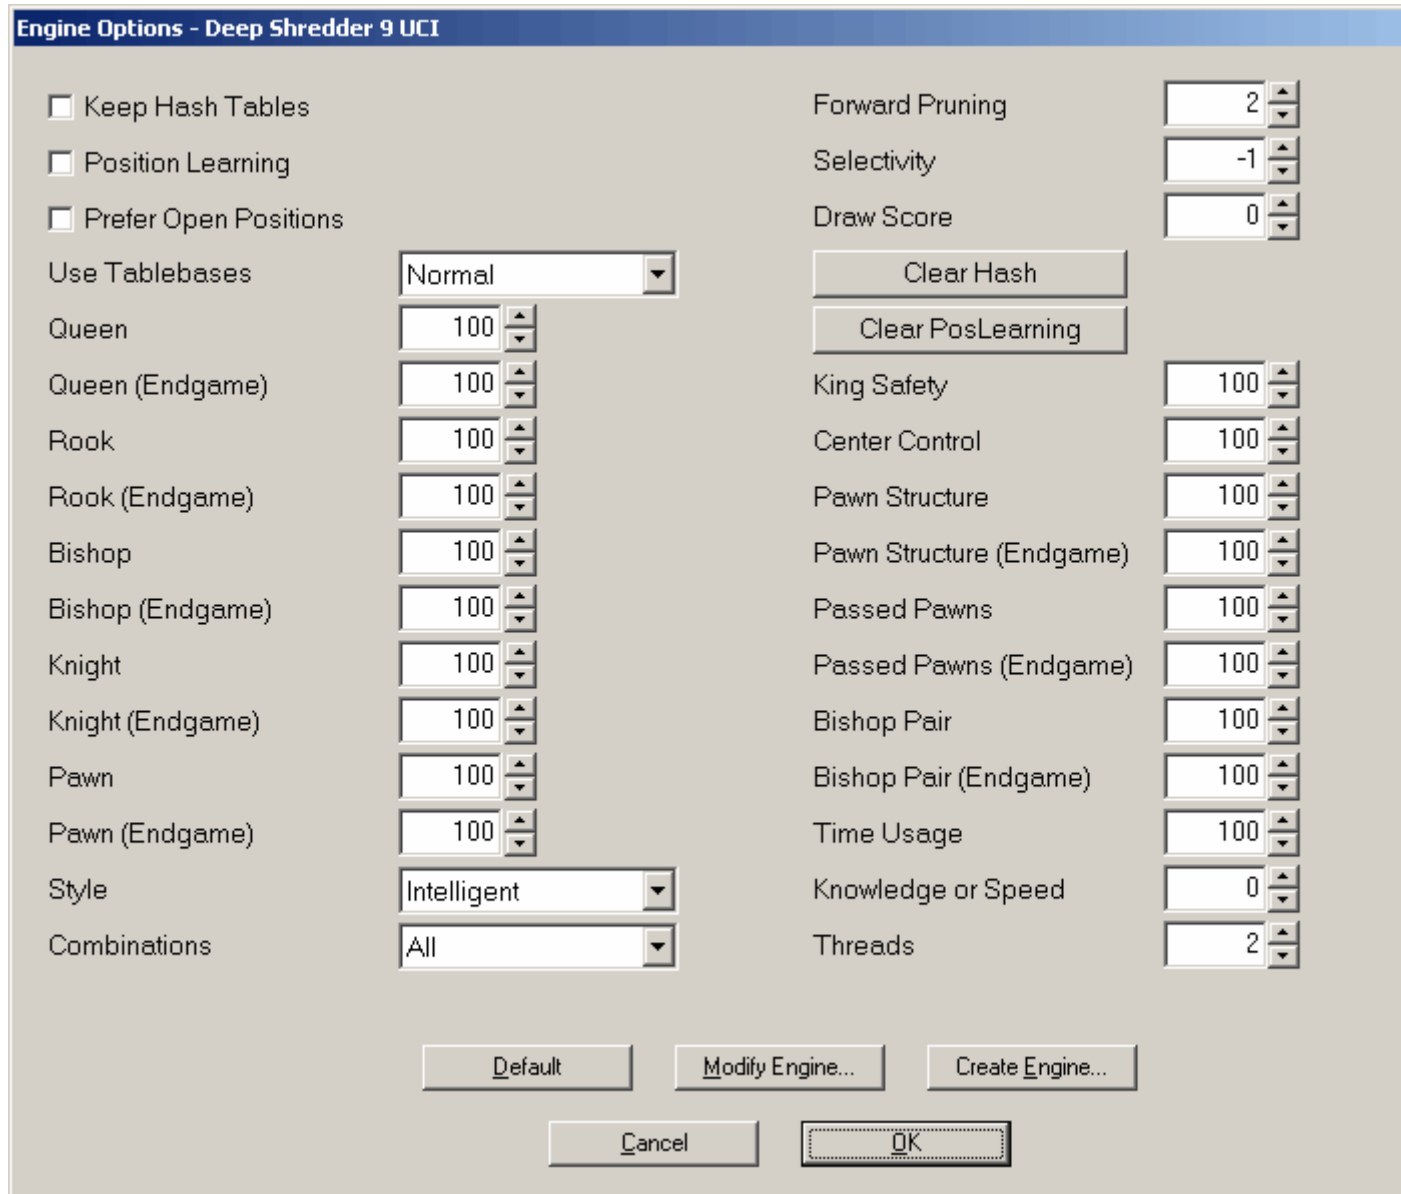 Engine Options - Deep Shredder 9 UCI
Keep Hash Tables
Forward Pruning 2
Position Learning
Selectivity -1
Prefer Open Positions
Draw Score 0
Use Tablebases Normal
Clear Hash
Queen 100
Clear PosLearning
Queen (Endgame) 100
King Safety 100
Rook 100
Center Control 100
Rook (Endgame) 100
Pawn Structure 100
Bishop 100
Pawn Structure (Endgame) 100
Bishop (Endgame) 100
Passed Pawns 100
Knight 100
Passed Pawns (Endgame) 100
Knight (Endgame) 100
Bishop Pair 100
Pawn 100
Bishop Pair (Endgame) 100
Pawn (Endgame) 100
Time Usage 100
Style Intelligent
Knowledge or Speed 0
Combinations All
Threads 2
Default Modify Engine... Create Engine...
Cancel OK